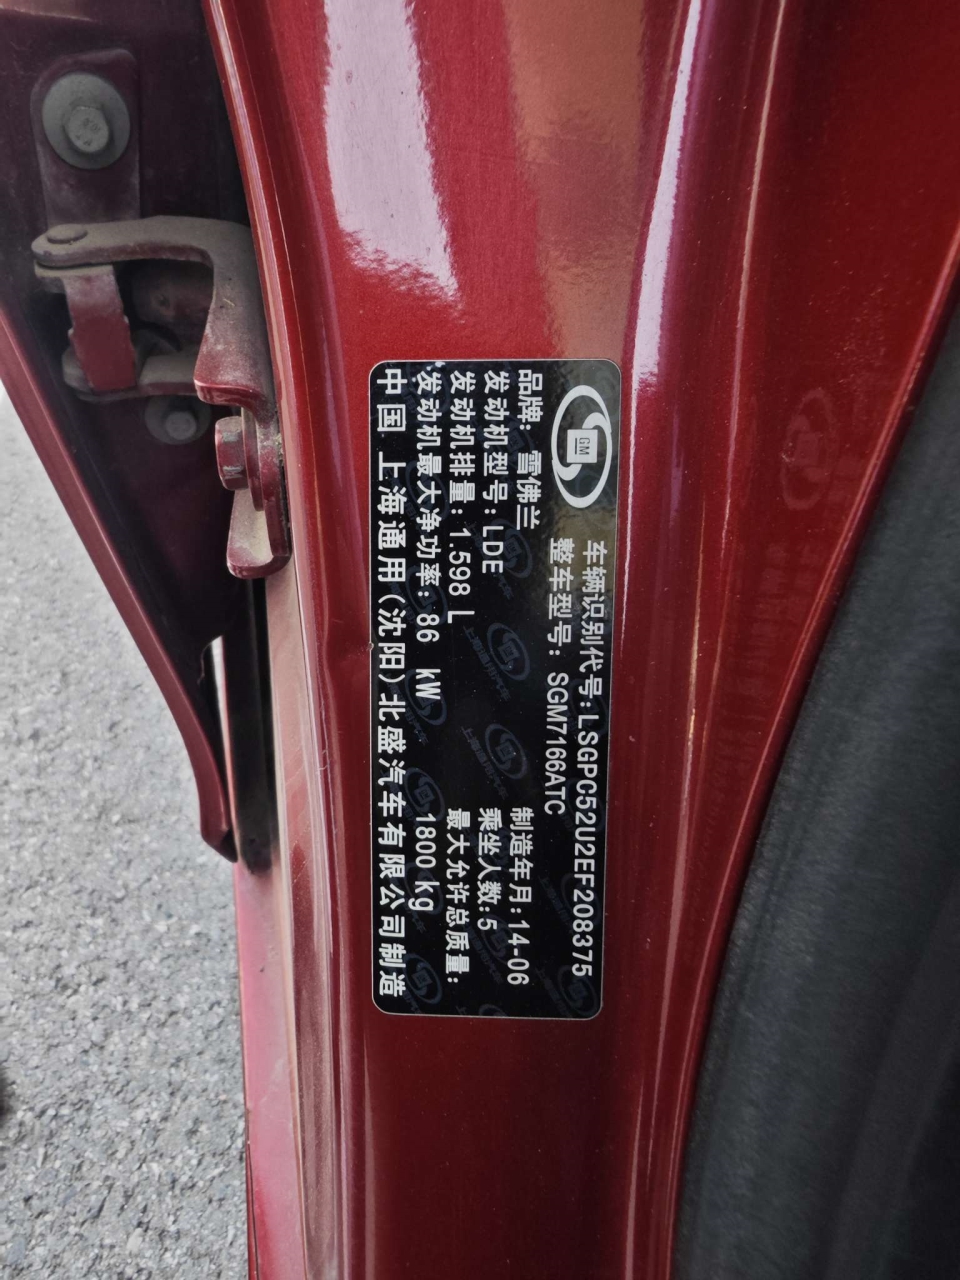 GM
车辆识别代号:LSGPC52U2EF208375
整车型号: SGM7166ATC
品牌: 雪佛兰
制造年月:14-06
发动机型号:LDE
乘坐人数:5
发动机排量:1.598 L
最大允许总质量:
发动机最大净功率:86 kW
1800 kg
中国 上海通用(沈阳)北盛汽车有限公司制造